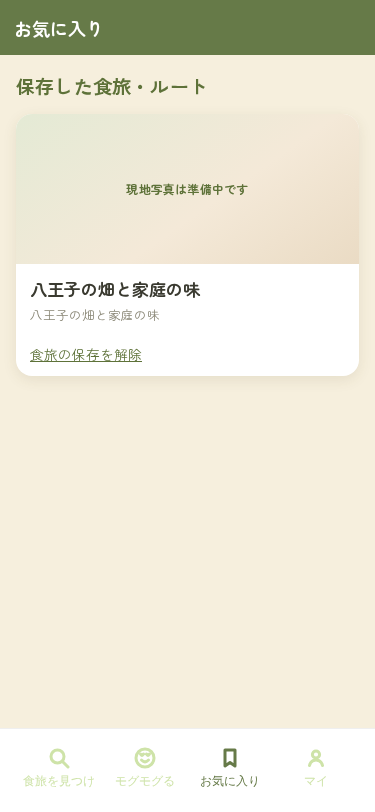 お気に入り
保存した食旅・ルート
現地写真は準備中です
八王子の畑と家庭の味
八王子の畑と家庭の味
食旅の保存を解除
食旅を見つけ
モグモグる
お気に入り
マイ